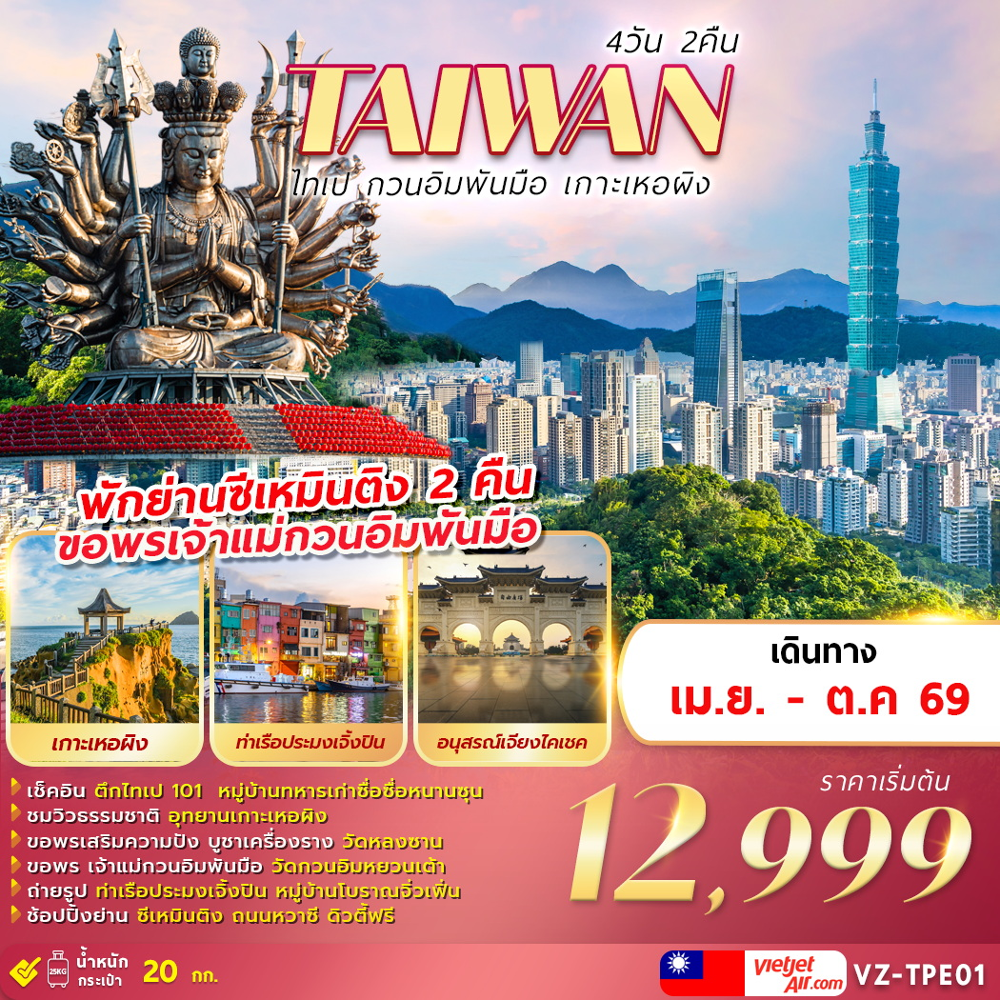 4วัน 2คืน
TAIWAN
ไทเป กวนอิมพันมือ เกาะเหอผิง
พักย่านซีเหมินติง 2 คืน
ขอพรเจ้าแม่กวนอิมพันมือ
เกาะเหอผิง
ท่าเรือประมงเจิ้งปิน
อนุสรณ์เจียงไคเชค
เดินทาง
เม.ย. - ต.ค 69
ราคาเริ่มต้น
12,999
เช็คอิน ตึกไทเป 101 หมู่บ้านทหารเก่าซื่อซื่อหนานชุน
ชมวิวธรรมชาติ อุทยานเกาะเหอผิง
ขอพรเสริมความปัง บูชาเครื่องราง วัดหลงซาน
ขอพร เจ้าแม่กวนอิมพันมือ วัดกวนอิมหยวนเต้า
ถ่ายรูป ท่าเรือประมงเจิ้งปิน หมู่บ้านโบราณจิ่วเฟิ่น
ช้อปปิ้งย่าน ซีเหมินติง ถนนหวาซี ดิวตี้ฟรี
25KG
น้ำหนัก
กระเป๋า
20 กก.
vietjet
Air.com
VZ-TPE01